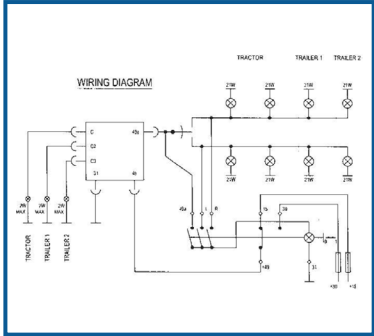 TRACTOR TRAILER 1 TRAILER 2
WIRING DIAGRAM
21W 21W 21W 21W
C 49a
C2
C3
31 49
21W 21W 21W 21W
2W MAX 2W MAX 2W MAX
TRACTOR
TRAILER 1
TRAILER 2
49a L R 15 30
0 1
+49 31
+30 +15